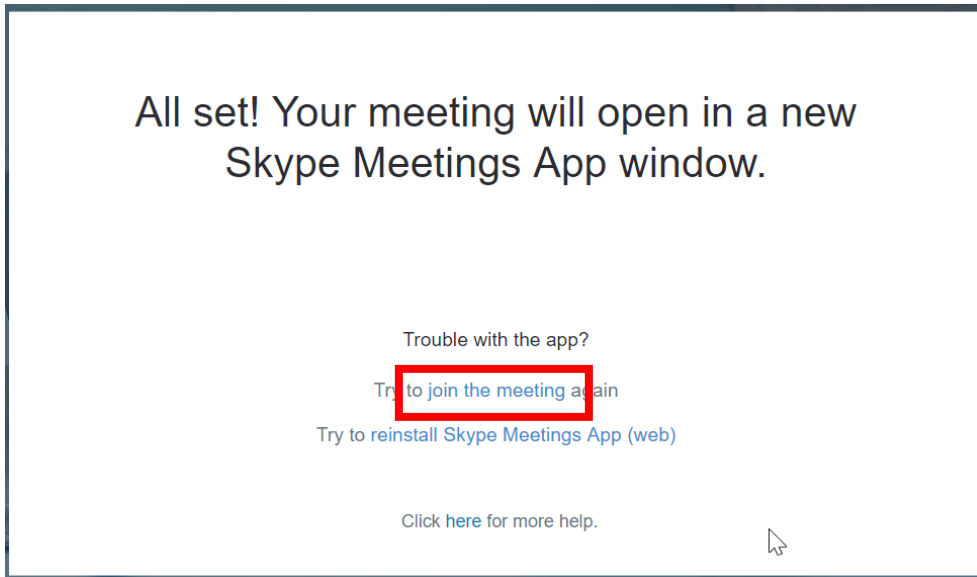 All set! Your meeting will open in a new
Skype Meetings App window.
Trouble with the app?
Try to join the meeting again
Try to reinstall Skype Meetings App (web)
Click here for more help.